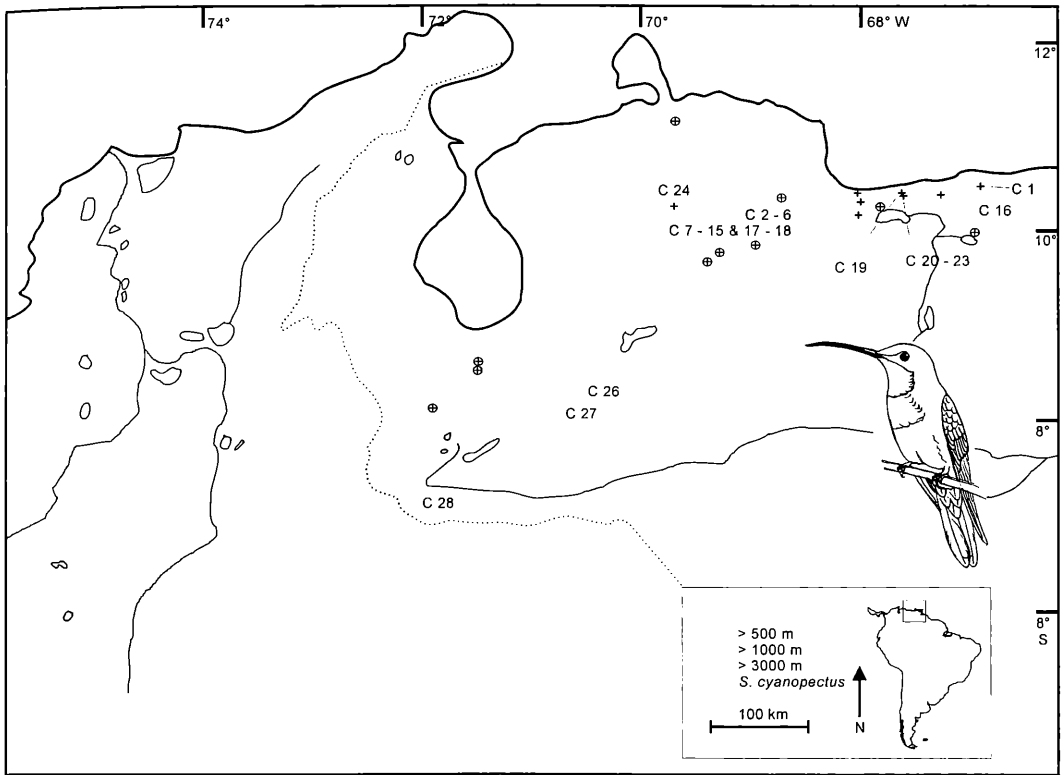 74°
72°
70°
68° W
12°
C 24
C 1
C 2 - 6
C 16
C 7 - 15 & 17 - 18
10°
C 19
C 20 - 23
C 26
C 27
8°
C 28
8°
S
> 500 m
> 1000 m
> 3000 m
S. cyanopectus
100 km
N